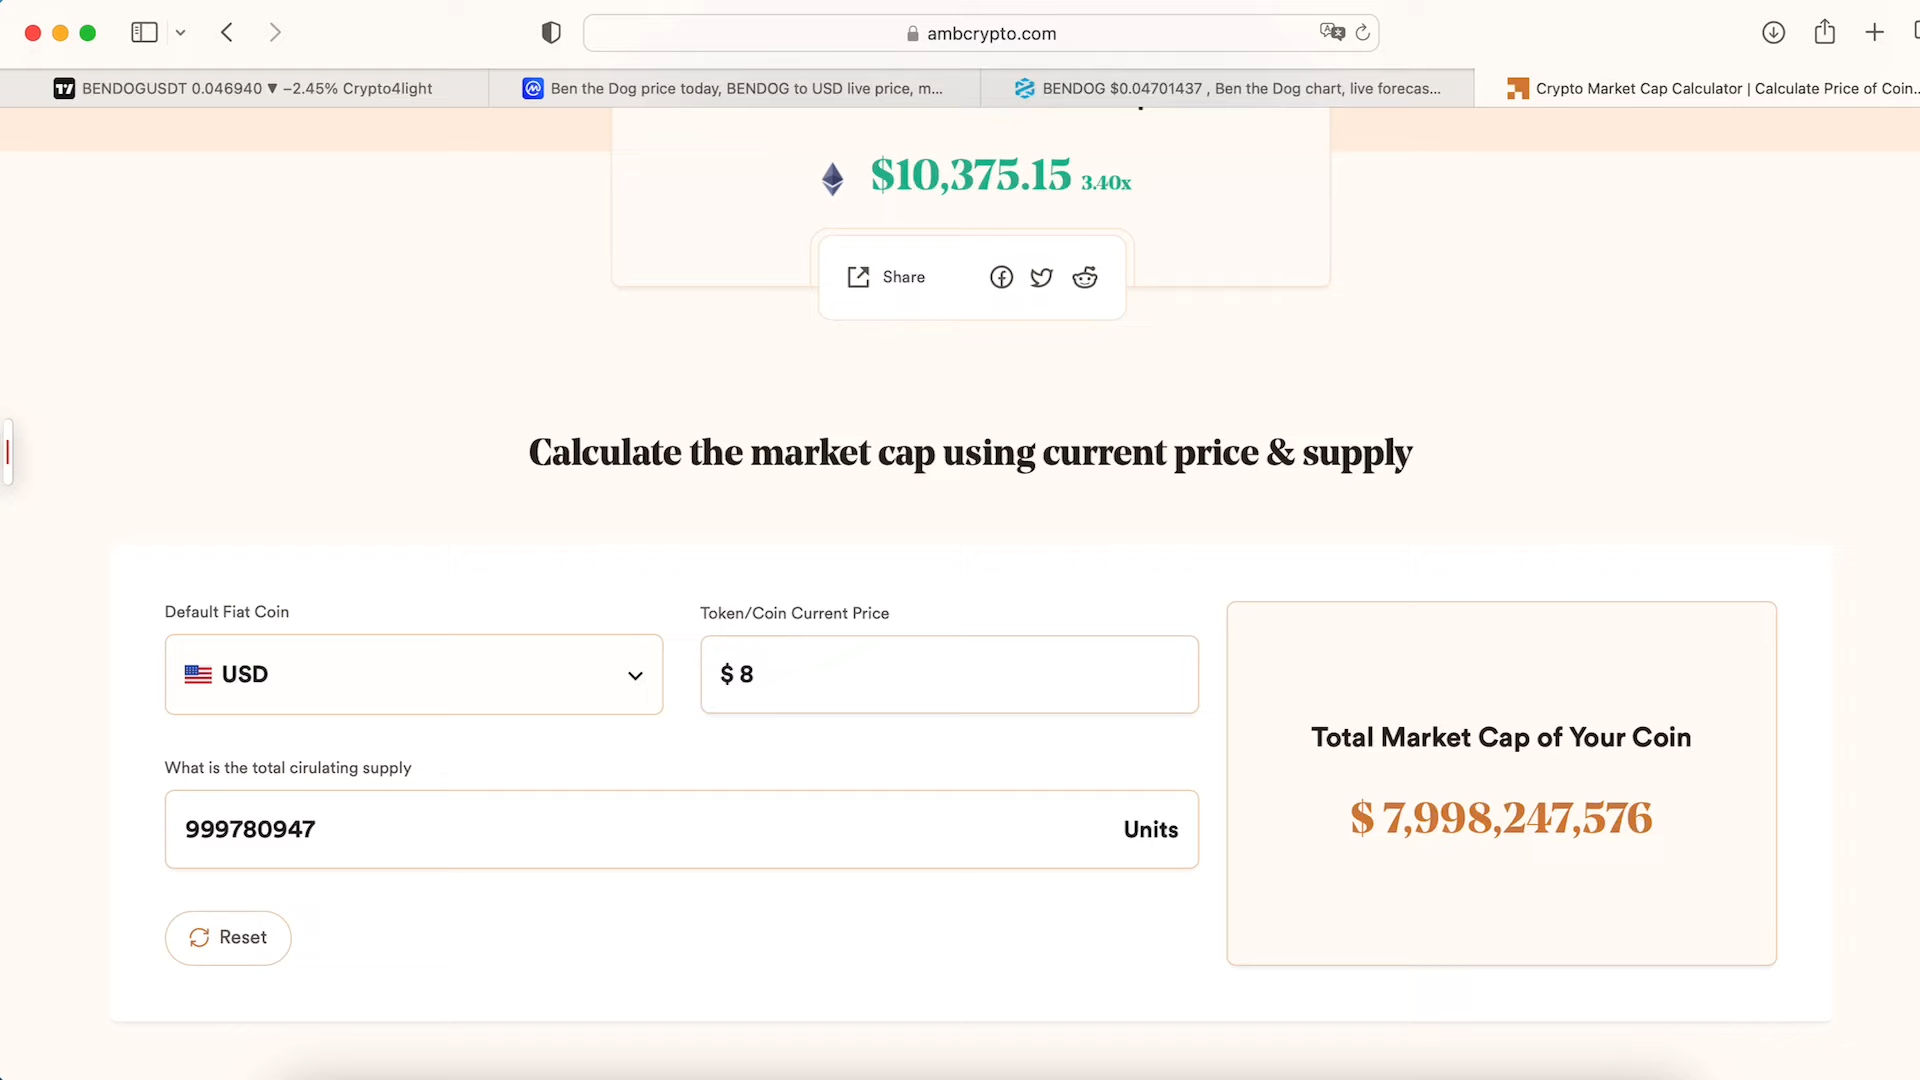 ambcrypto.com
BENDOGUSDT 0.046940 ▼ −2.45% Crypto4light
Ben the Dog price today, BENDOG to USD live price, m...
BENDOG $0.04701437 , Ben the Dog chart, live forecas...
Crypto Market Cap Calculator | Calculate Price of Coin...
$10,375.15 3.40x
Share
Calculate the market cap using current price & supply
Default Fiat Coin
Token/Coin Current Price
USD
$ 8
What is the total cirulating supply
999780947
Units
Total Market Cap of Your Coin
$ 7,998,247,576
Reset